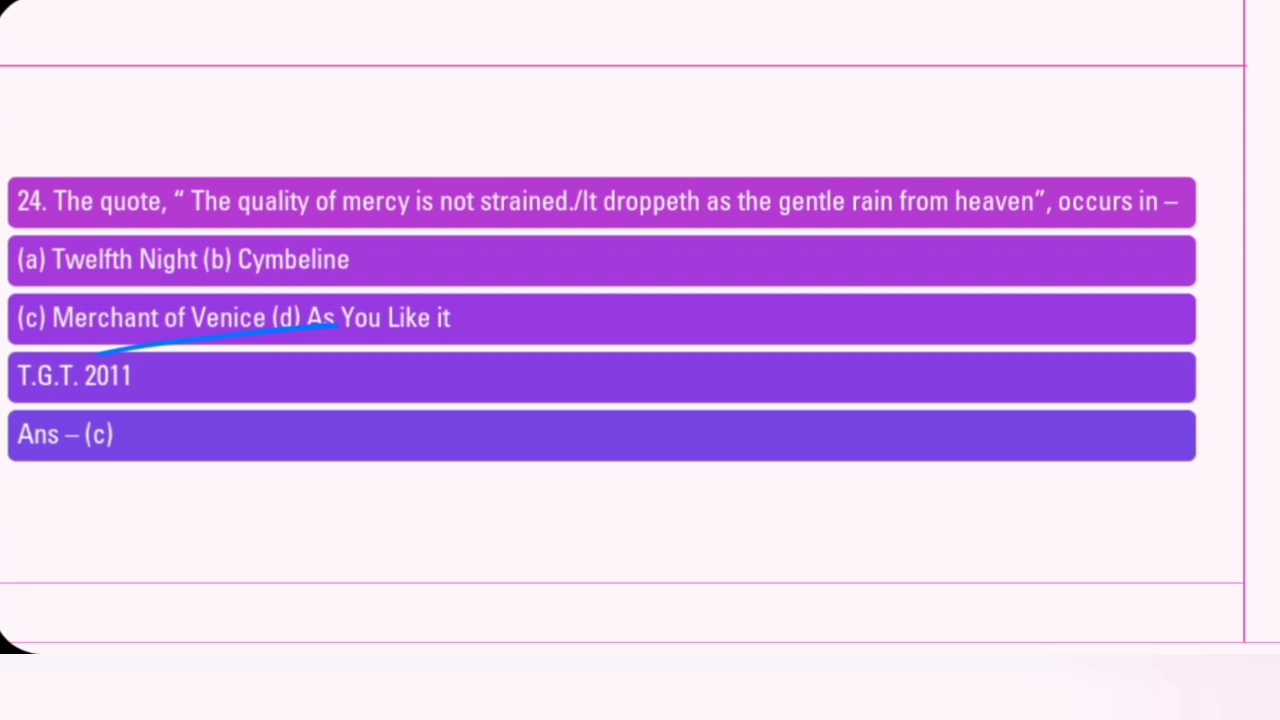 24. The quote, “ The quality of mercy is not strained./It droppeth as the gentle rain from heaven”, occurs in –
(a) Twelfth Night (b) Cymbeline
(c) Merchant of Venice (d) As You Like it
T.G.T. 2011
Ans – (c)